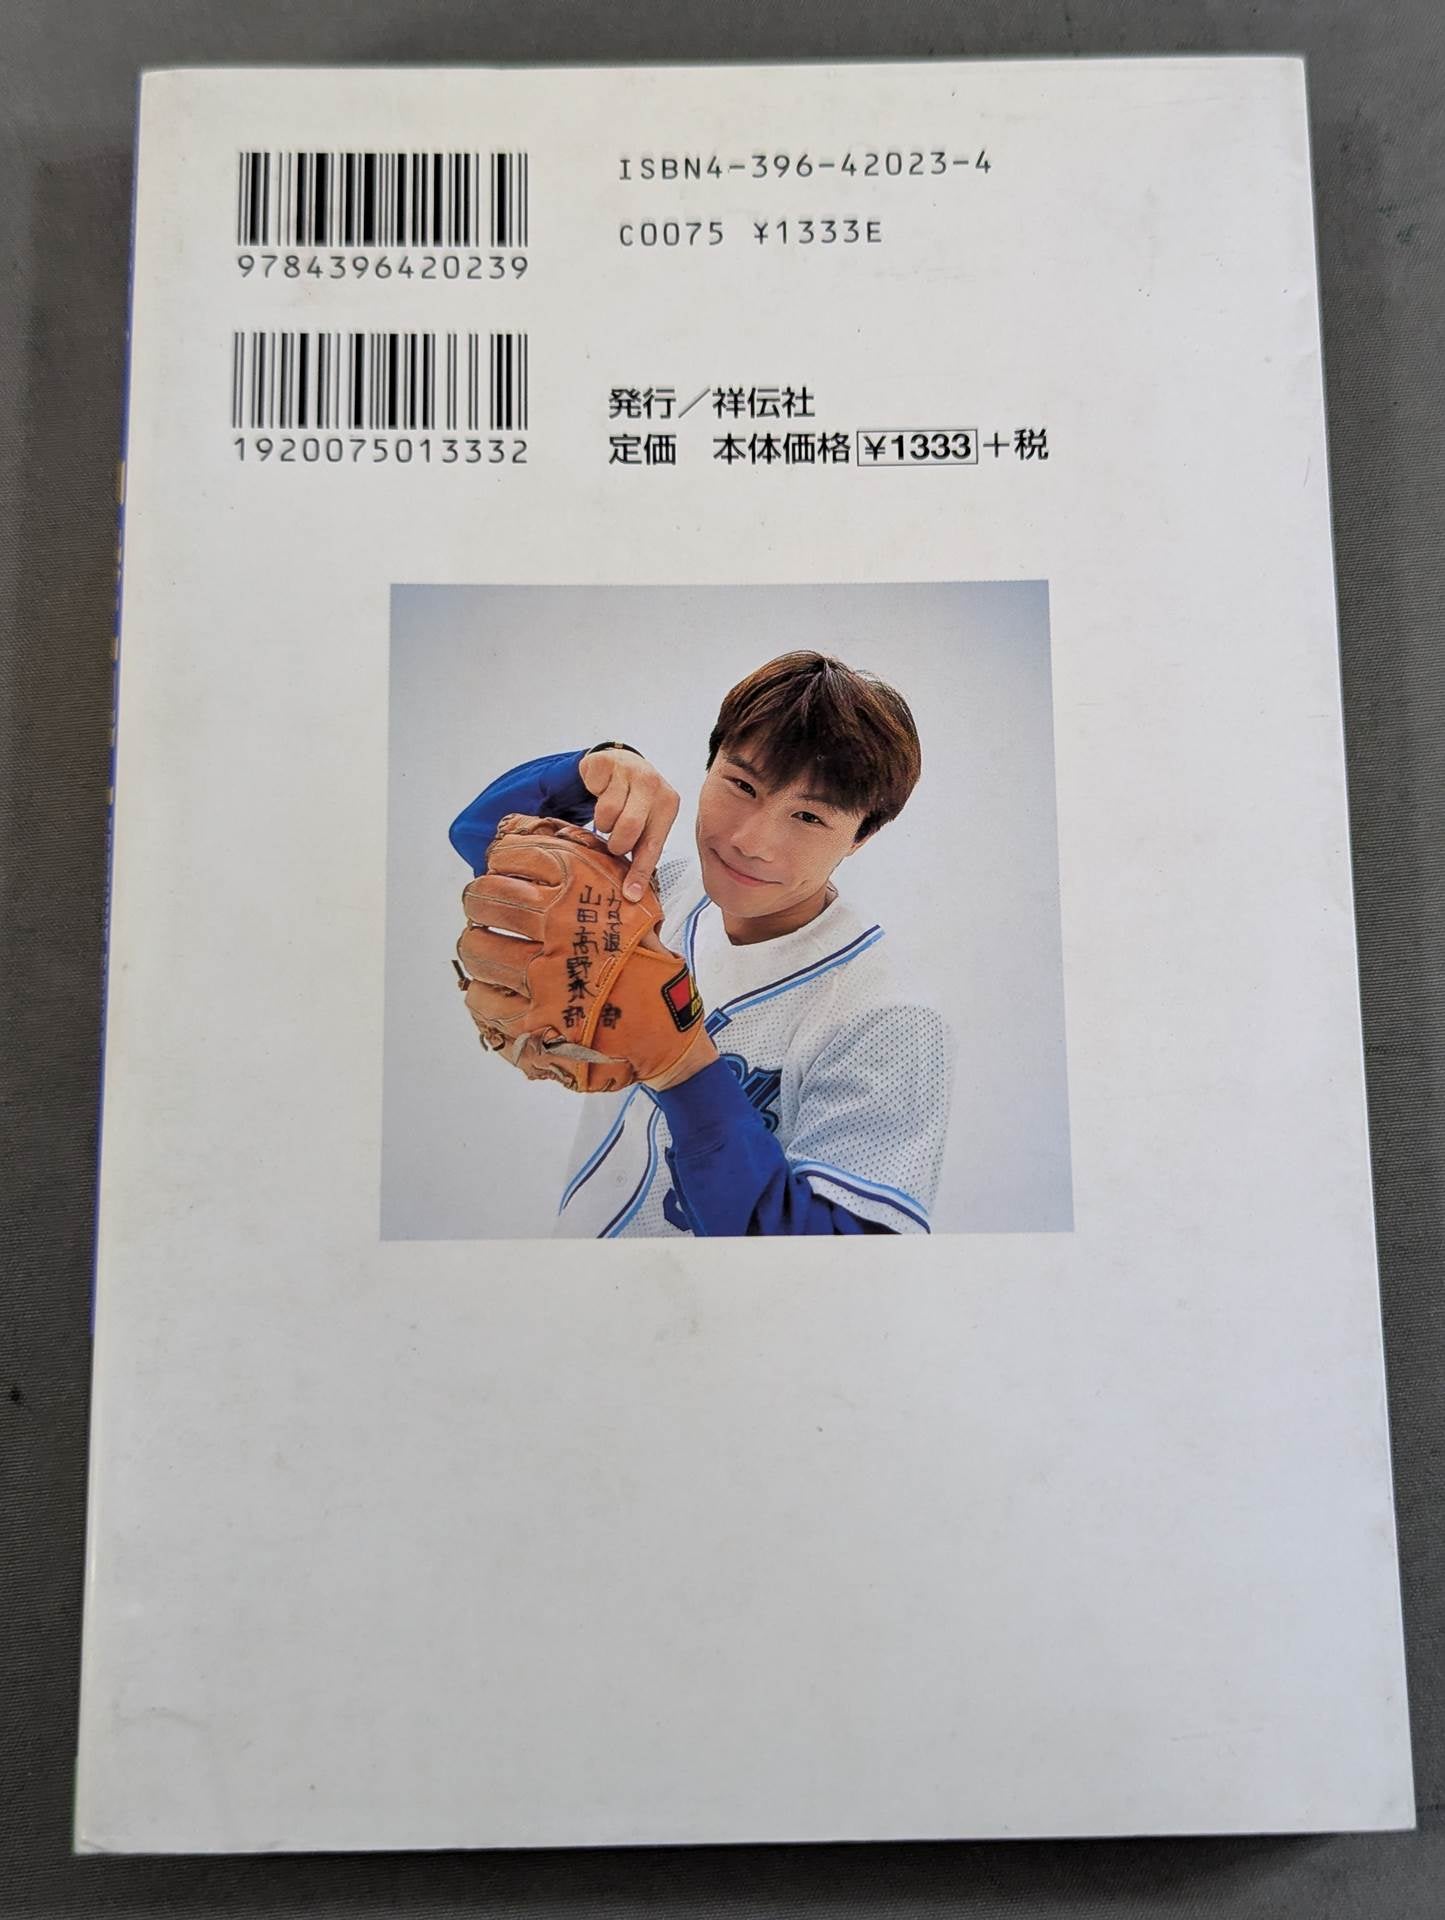 ISBN4-396-42023-4
C0075 ¥1333E
9784396420239
1920075013332
発行／祥伝社
定価 本体価格¥1333+税
山田高野球部